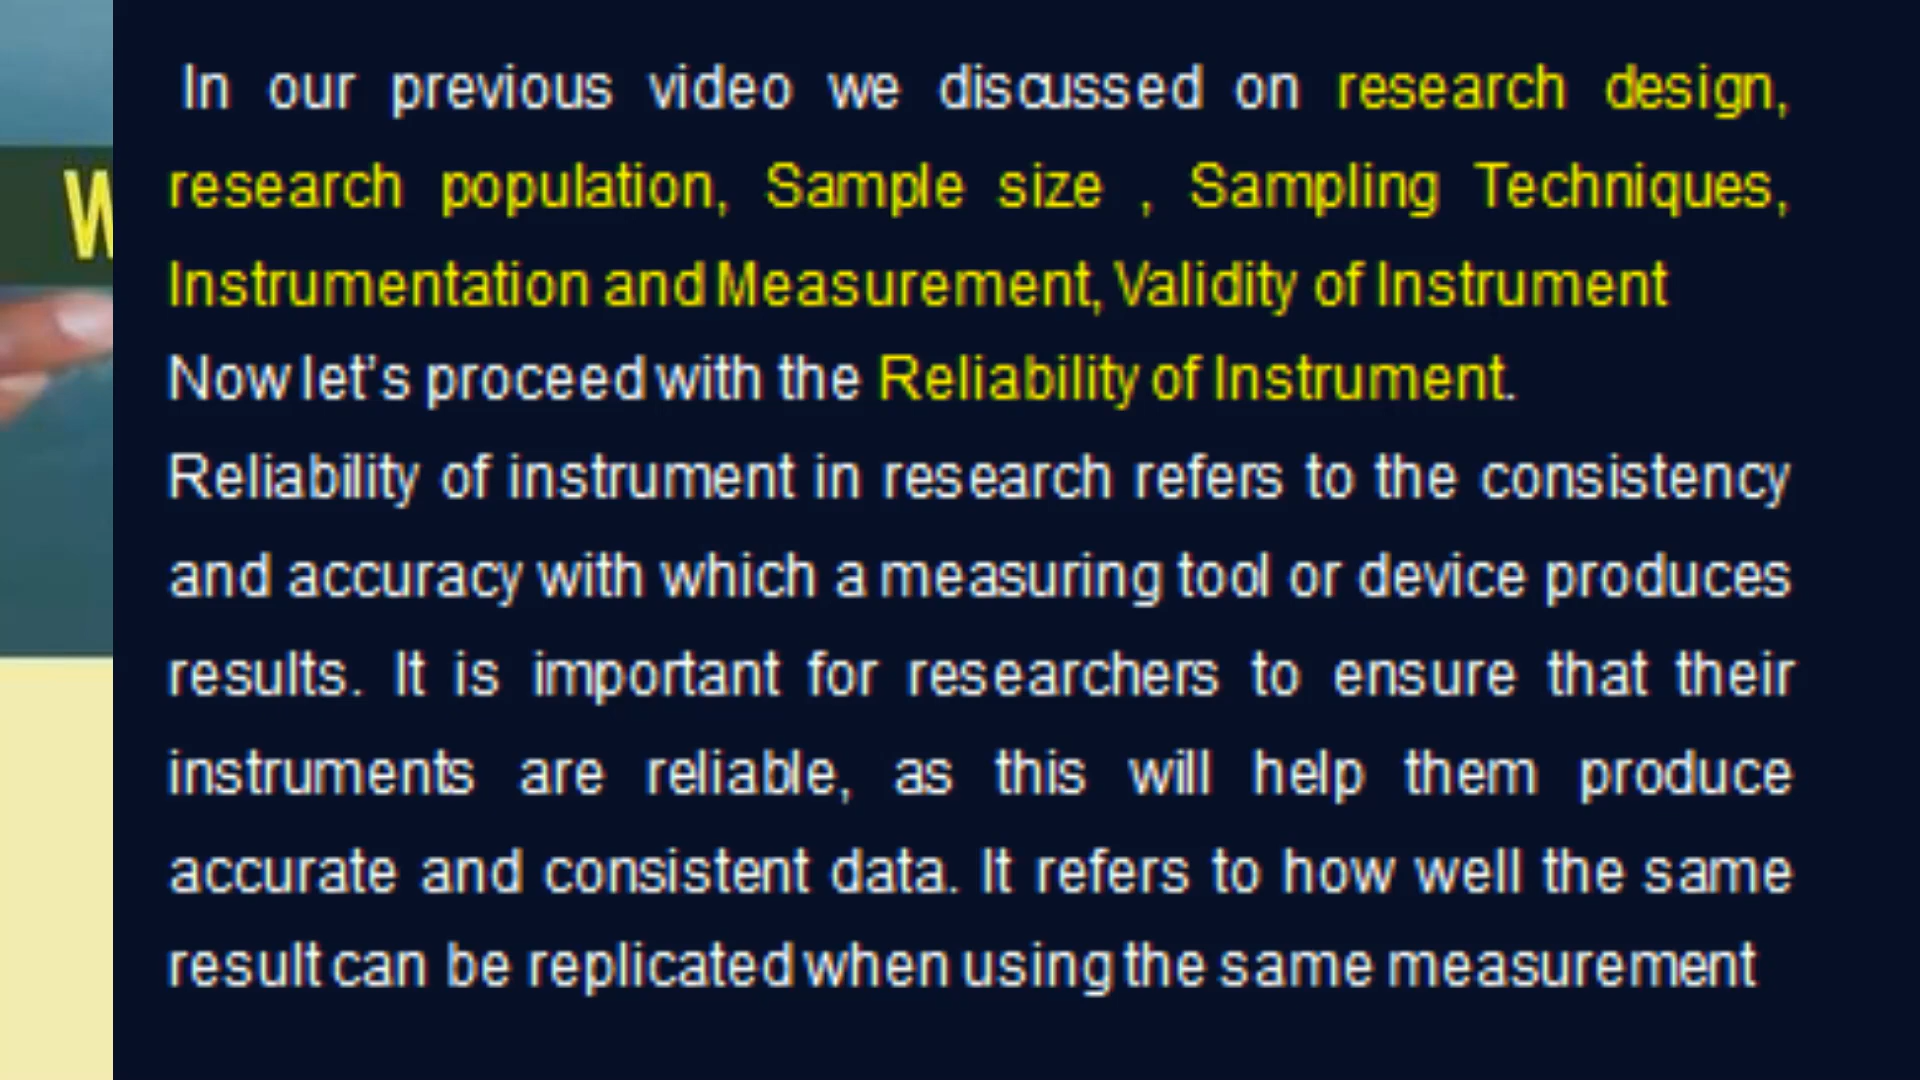 In our previous video we discussed on research design,
research population, Sample size , Sampling Techniques,
Instrumentation and Measurement, Validity of Instrument
Now let’s proceed with the Reliability of Instrument.
Reliability of instrument in research refers to the consistency
and accuracy with which a measuring tool or device produces
results. It is important for researchers to ensure that their
instruments are reliable, as this will help them produce
accurate and consistent data. It refers to how well the same
result can be replicated when using the same measurement